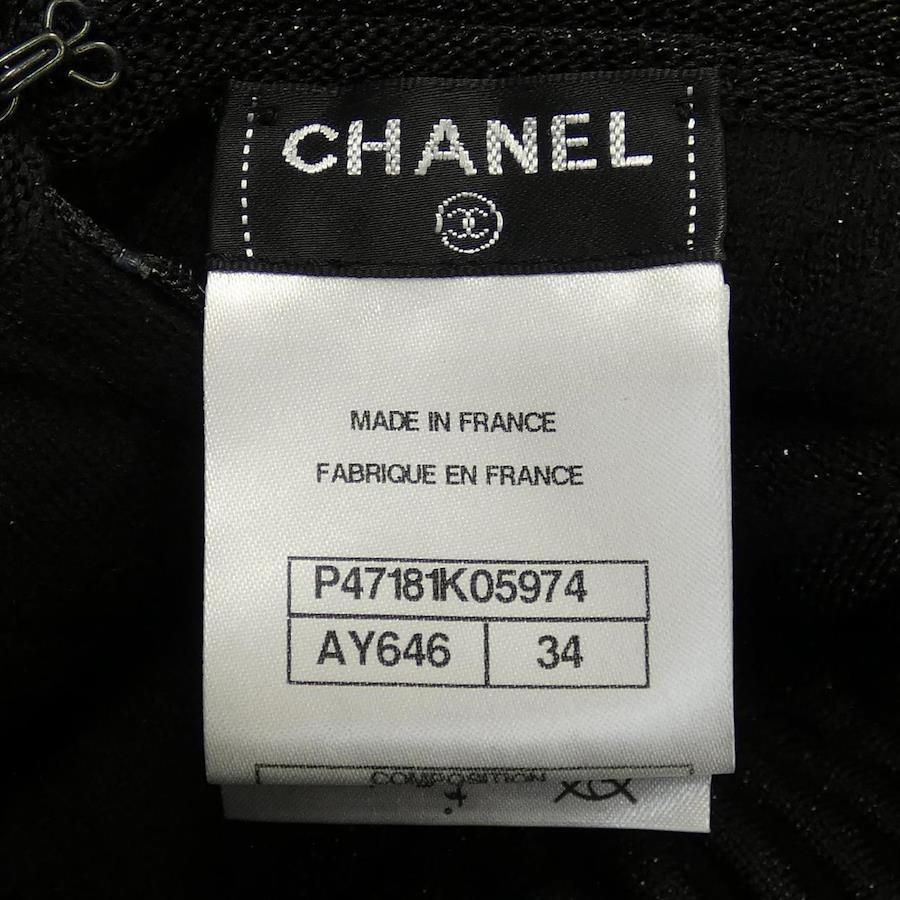 CHANEL
MADE IN FRANCE
FABRIQUE EN FRANCE
P47181K05974
AY646 34
COMPOSITION